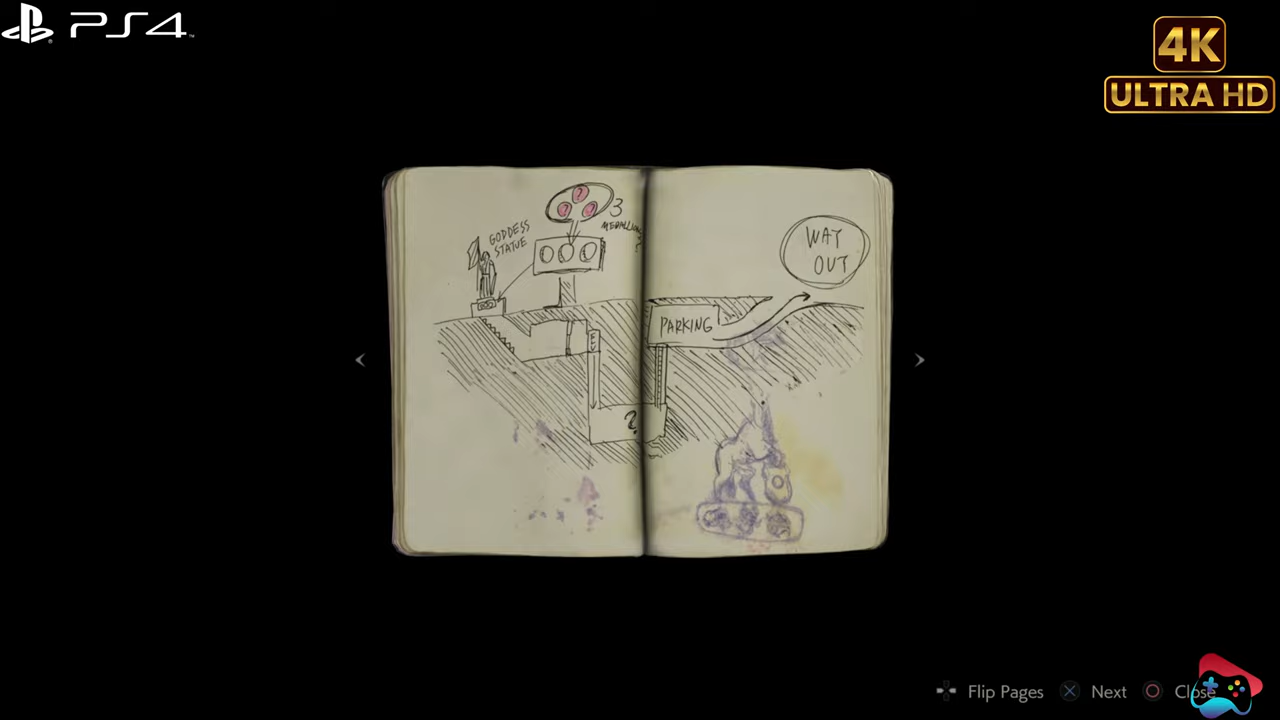 PS4
4K
ULTRA HD
? ? ?
3
MEDALLIONS
?
GODDESS
STATUE
WAY
OUT
PARKING
?
Flip Pages
Next
Close